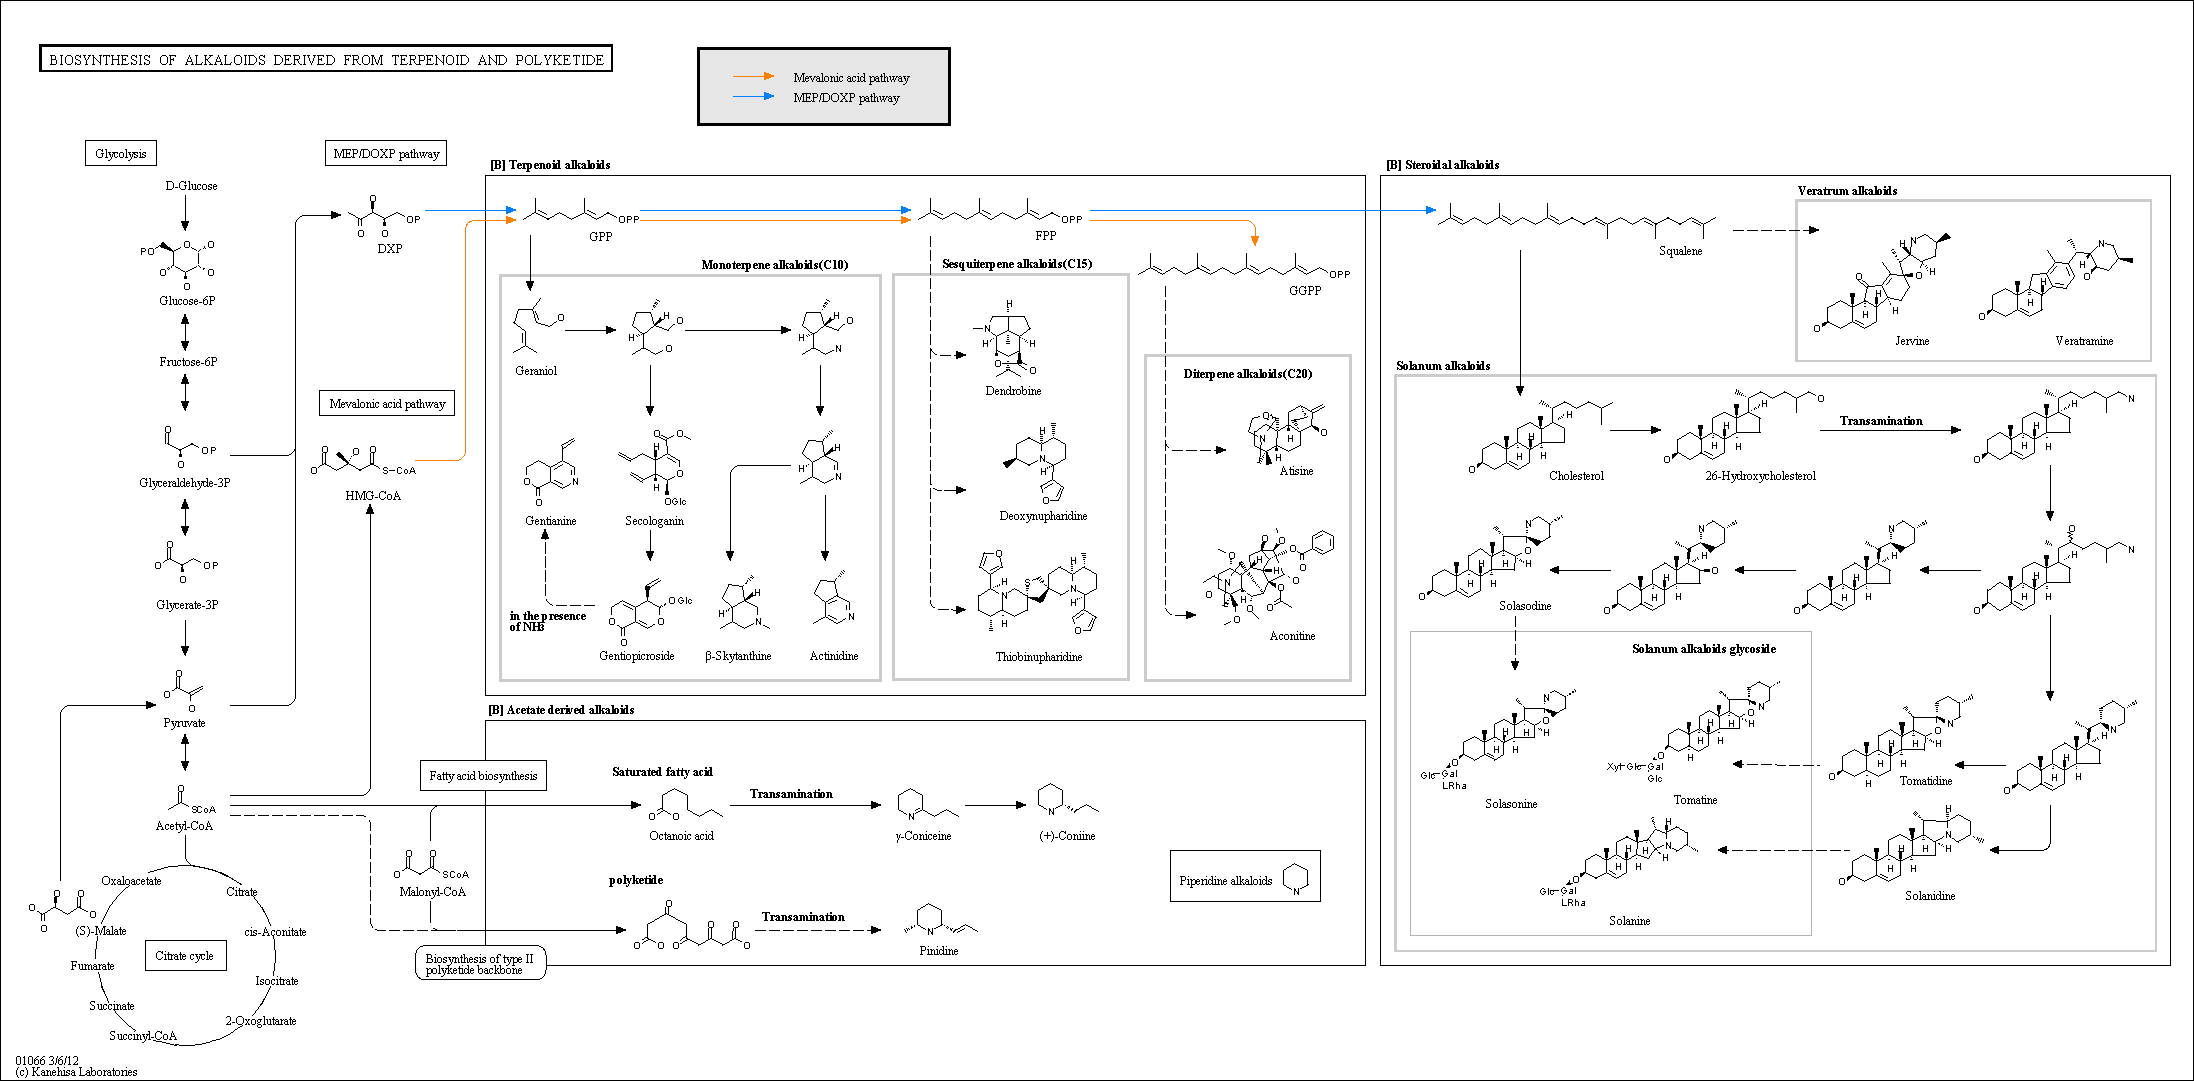 BIOSYNTHESIS OF ALKALOIDS DERIVED FROM TERPENOID AND POLYKETIDE
Mevalonic acid pathway
MEP/DOXP pathway
Glycolysis
MEP/DOXP pathway
D-Glucose
Glucose-6P
Fructose-6P
Glyceraldehyde-3P
Glycerate-3P
Pyruvate
Acetyl-CoA
DXP
Mevalonic acid pathway
HMG-CoA
Oxaloacetate
Citrate
cis-Aconitate
Isocitrate
2-Oxoglutarate
Succinyl-CoA
Succinate
Fumarate
(S)-Malate
Citrate cycle
[B] Terpenoid alkaloids
GPP
FPP
GGPP
Monoterpene alkaloids(C10)
Geraniol
Gentianine
Secologanin
in the presence
of NH3
Gentiopicroside
β-Skytanthine
Actinidine
Sesquiterpene alkaloids(C15)
Dendrobine
Deoxynupharidine
Thiobinupharidine
Diterpene alkaloids(C20)
Atisine
Aconitine
[B] Acetate derived alkaloids
Fatty acid biosynthesis
Saturated fatty acid
Octanoic acid
Transamination
γ-Coniceine
(+)-Coniine
Malonyl-CoA
polyketide
Transamination
Pinidine
Piperidine alkaloids
Biosynthesis of type II
polyketide backbone
[B] Steroidal alkaloids
Squalene
Veratrum alkaloids
Jervine
Veratramine
Solanum alkaloids
Cholesterol
26-Hydroxycholesterol
Transamination
Solasodine
Solanum alkaloids glycoside
Solasonine
Tomatine
Tomatidine
Solanine
Solanidine
01066 3/6/12
(c) Kanehisa Laboratories